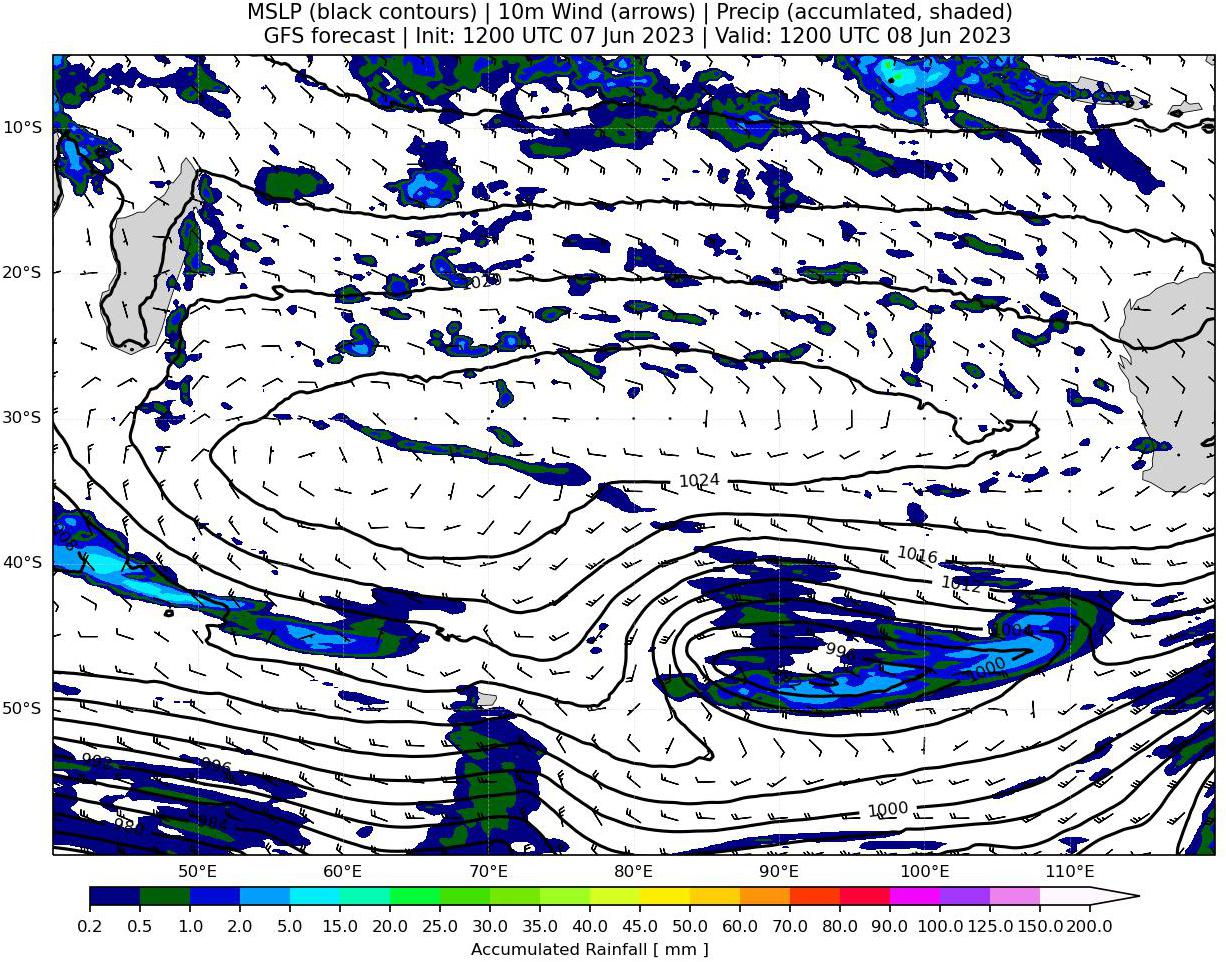 MSLP (black contours) | 10m Wind (arrows) | Precip (accumlated, shaded)
GFS forecast | Init: 1200 UTC 07 Jun 2023 | Valid: 1200 UTC 08 Jun 2023
10°S
20°S
1020
30°S
1024
40°S
1016
1012
1004
1000
50°S
992
996
984
980
1000
50°E 60°E 70°E 80°E 90°E 100°E 110°E
0.2 0.5 1.0 2.0 5.0 10.0 15.0 20.0 25.0 30.0 35.0 40.0 45.0 50.0 60.0 70.0 80.0 90.0 100.0 125.0 150.0 200.0
Accumulated Rainfall [ mm ]